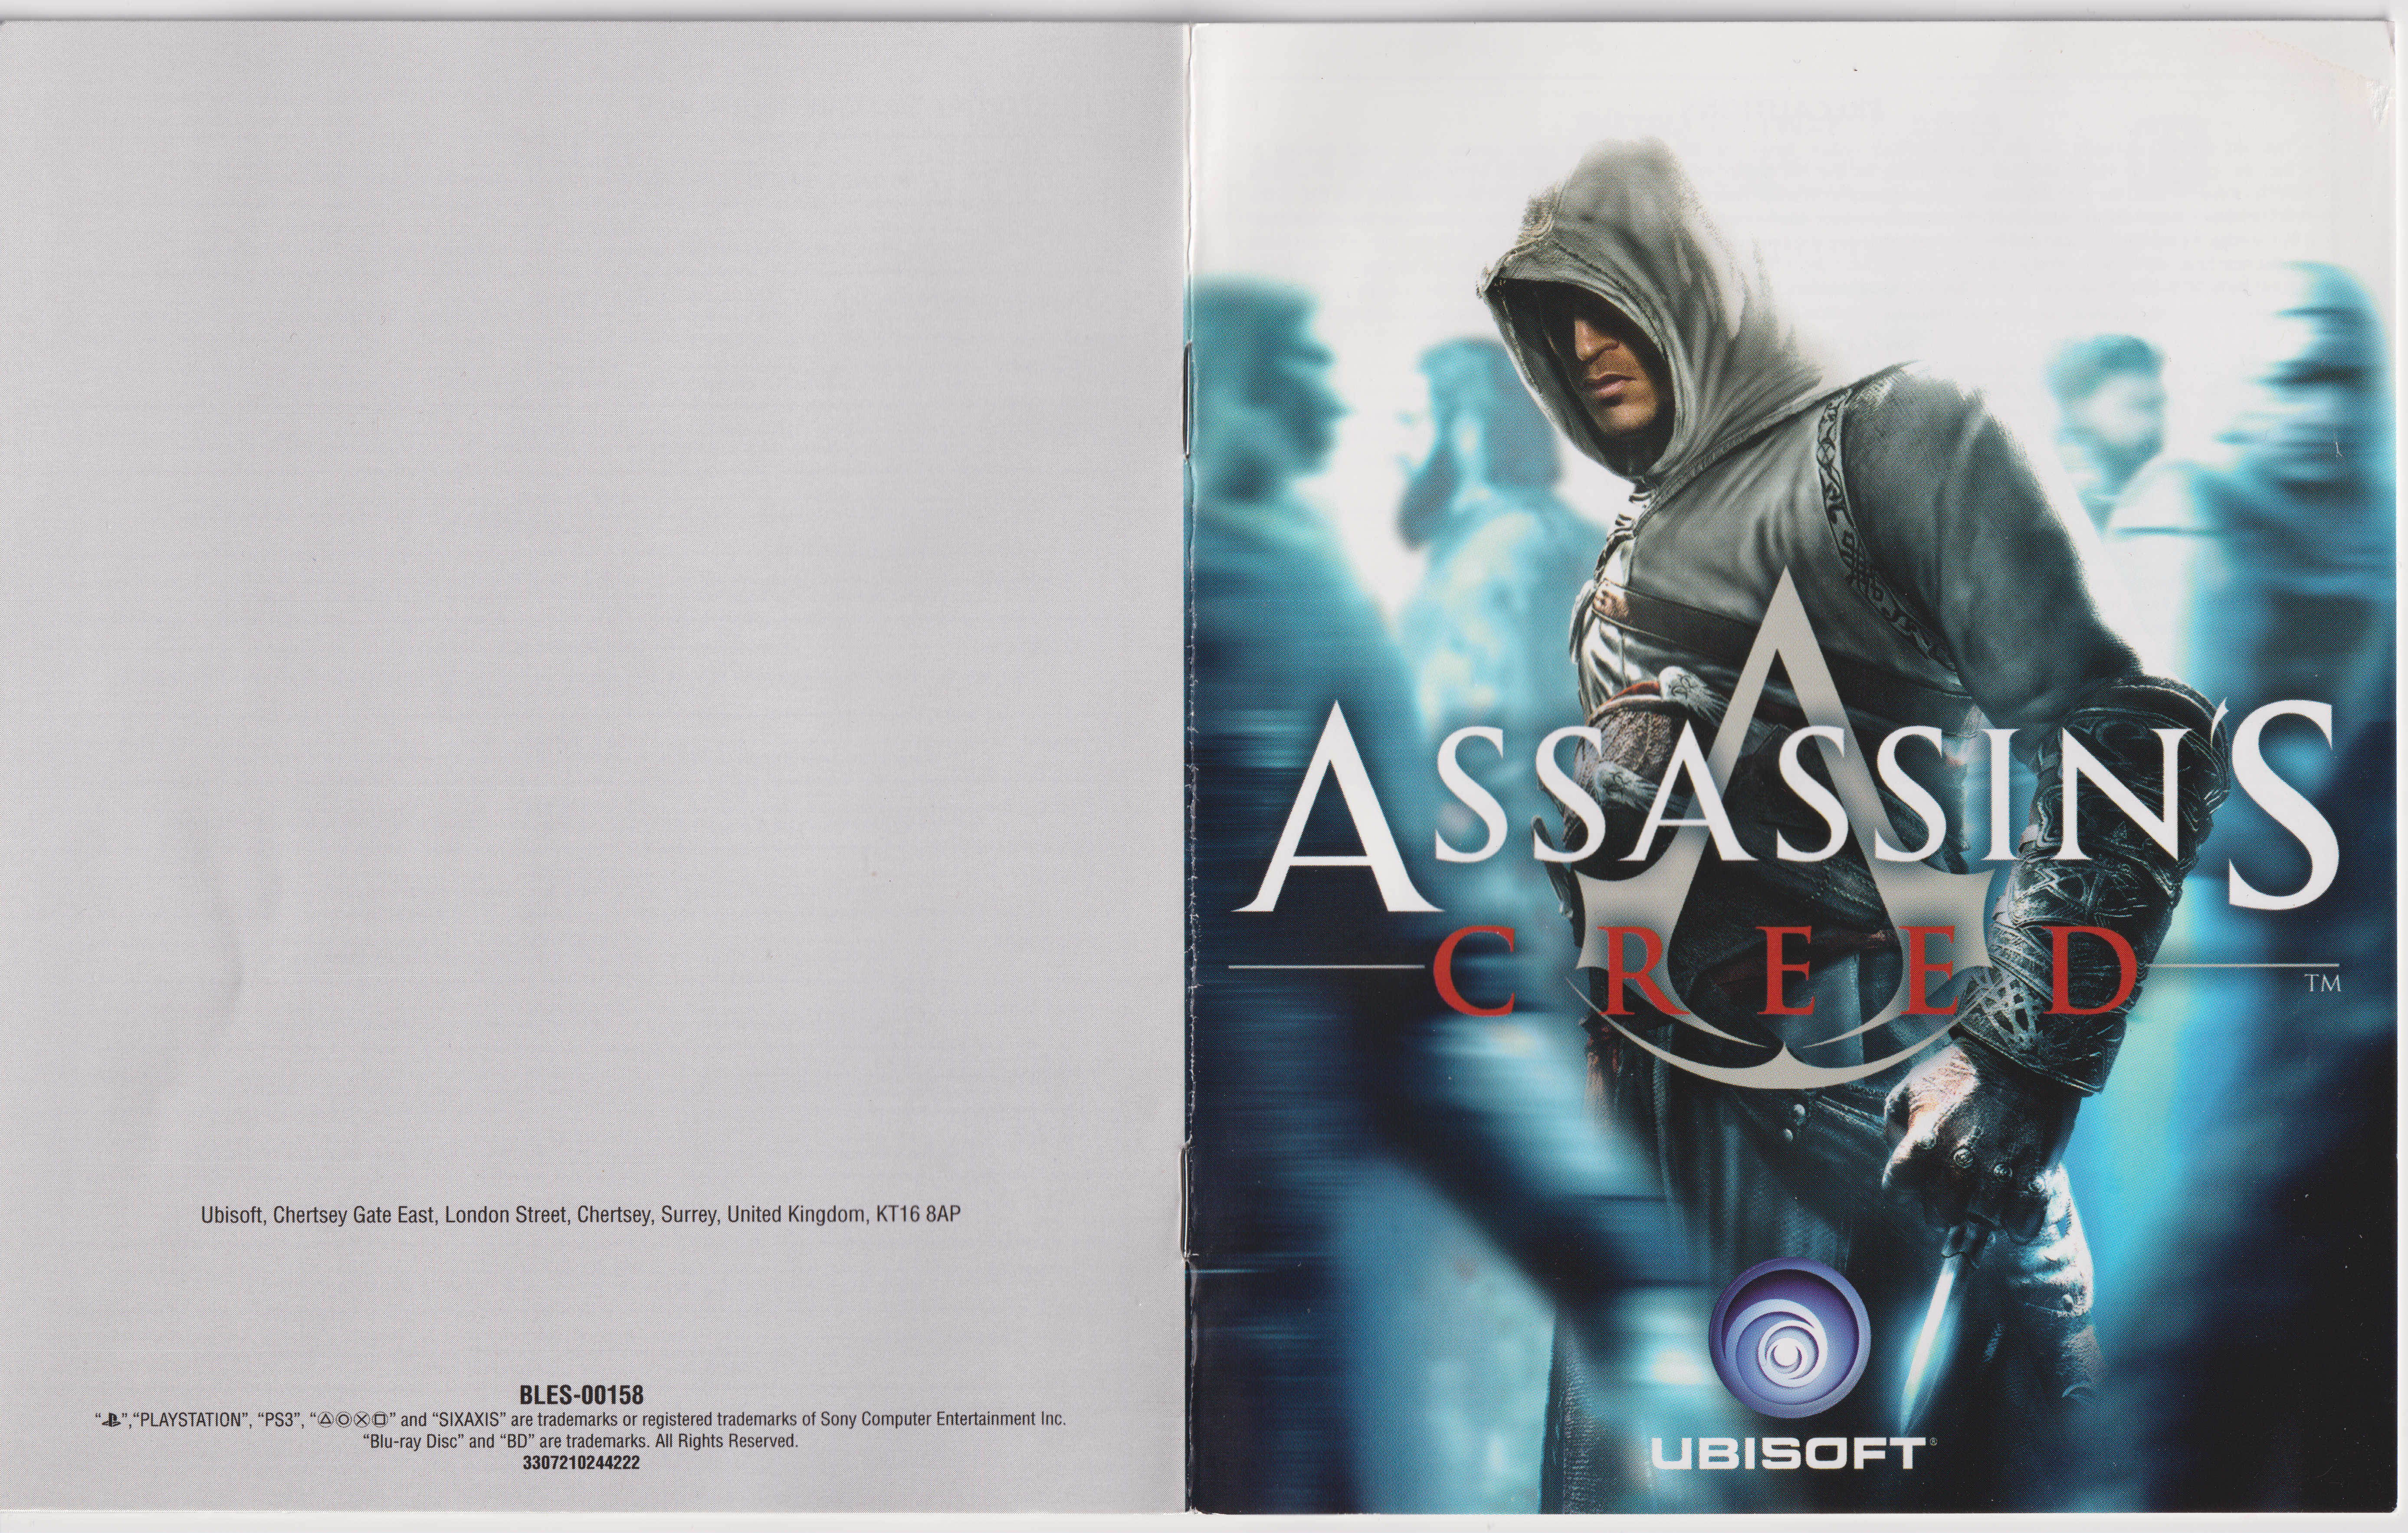 Ubisoft, Chertsey Gate East, London Street, Chertsey, Surrey, United Kingdom, KT16 8AP
BLES-00158
“”, “PLAYSTATION”, “PS3”, “△○✕□” and “SIXAXIS” are trademarks or registered trademarks of Sony Computer Entertainment Inc.
“Blu-ray Disc” and “BD” are trademarks. All Rights Reserved.
3307210244222
ASSASSIN'S
CREED
TM
UBISOFT®